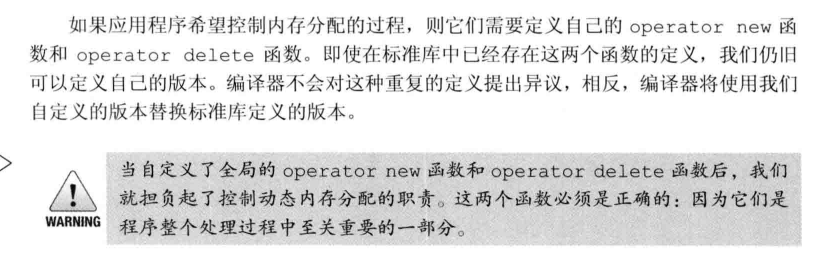 如果应用程序希望控制内存分配的过程，则它们需要定义自己的 operator new 函
数和 operator delete 函数。即使在标准库中已经存在这两个函数的定义，我们仍旧
可以定义自己的版本。编译器不会对这种重复的定义提出异议，相反，编译器将使用我们
自定义的版本替换标准库定义的版本。
当自定义了全局的 operator new 函数和 operator delete 函数后，我们
就担负起了控制动态内存分配的职责。这两个函数必须是正确的：因为它们是
程序整个处理过程中至关重要的一部分。
WARNING